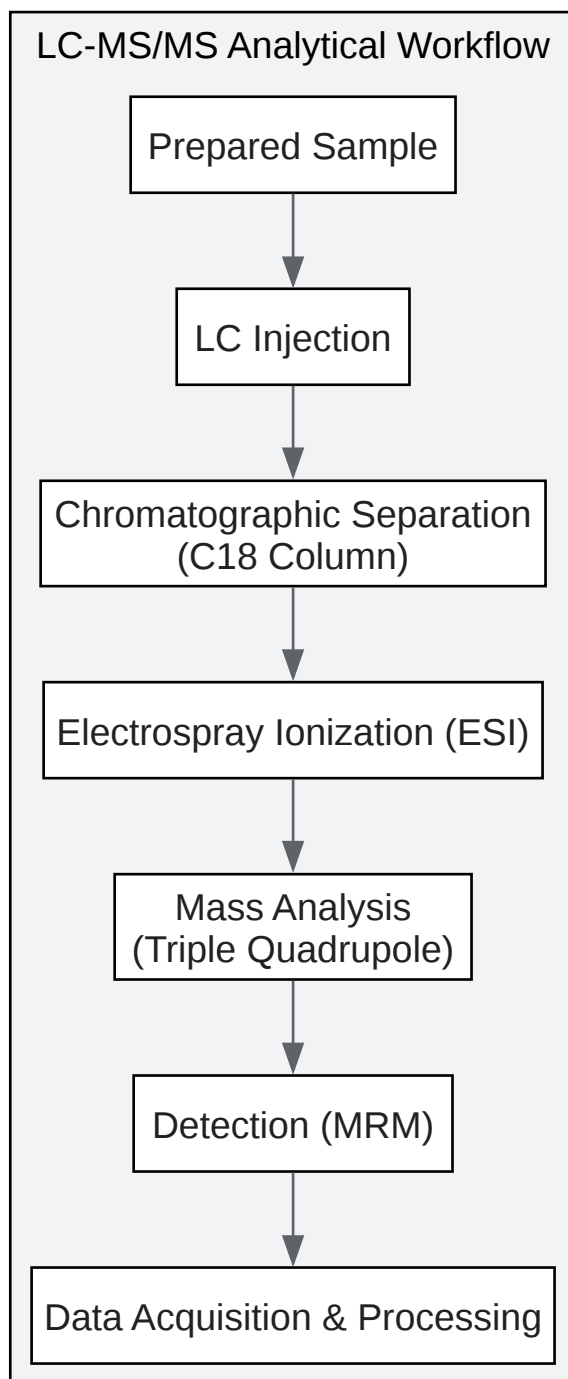 LC-MS/MS Analytical Workflow
Prepared Sample
LC Injection
Chromatographic Separation
(C18 Column)
Electrospray Ionization (ESI)
Mass Analysis
(Triple Quadrupole)
Detection (MRM)
Data Acquisition & Processing